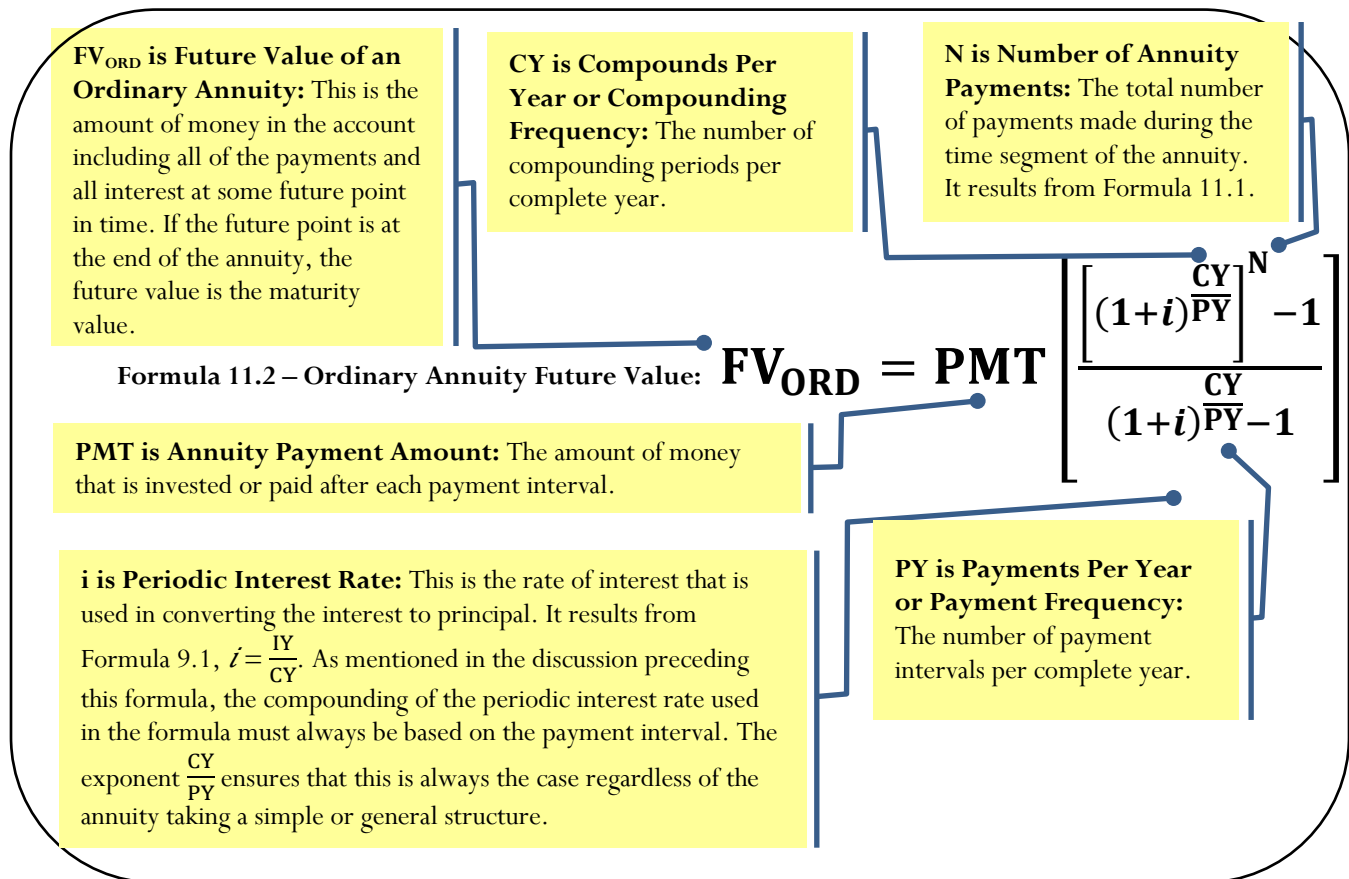 FV_ORD is Future Value of an
Ordinary Annuity: This is the
amount of money in the account
including all of the payments and
all interest at some future point
in time. If the future point is at
the end of the annuity, the
future value is the maturity
value.
CY is Compounds Per
Year or Compounding
Frequency: The number of
compounding periods per
complete year.
N is Number of Annuity
Payments: The total number
of payments made during the
time segment of the annuity.
It results from Formula 11.1.
Formula 11.2 – Ordinary Annuity Future Value: FV_ORD = PMT [ ( [ (1+i)^(CY/PY) ]^N −1 ) / ( (1+i)^(CY/PY) −1 ) ]
PMT is Annuity Payment Amount: The amount of money
that is invested or paid after each payment interval.
i is Periodic Interest Rate: This is the rate of interest that is
used in converting the interest to principal. It results from
Formula 9.1, i = IY/CY. As mentioned in the discussion preceding
this formula, the compounding of the periodic interest rate used
in the formula must always be based on the payment interval. The
exponent CY/PY ensures that this is always the case regardless of the
annuity taking a simple or general structure.
PY is Payments Per Year
or Payment Frequency:
The number of payment
intervals per complete year.